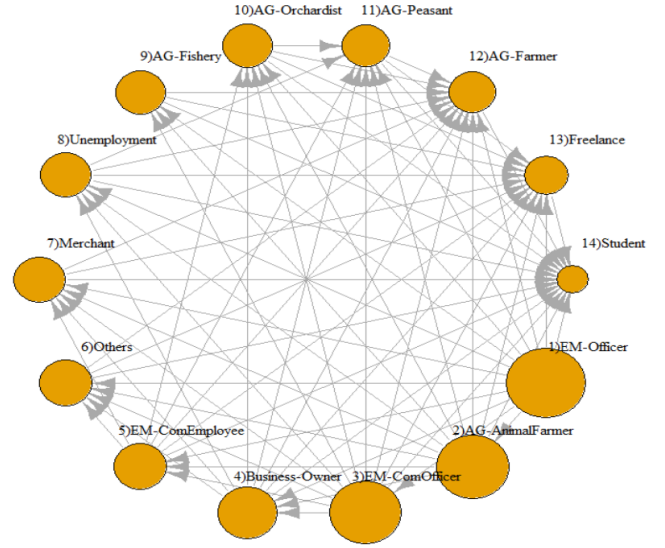 10)AG-Orchardist 11)AG-Peasant
9)AG-Fishery 12)AG-Farmer
8)Unemployment 13)Freelance
7)Merchant 14)Student
6)Others 1)EM-Officer
5)EM-ComEmployee 2)AG-AnimalFarmer
4)Business-Owner 3)EM-ComOfficer